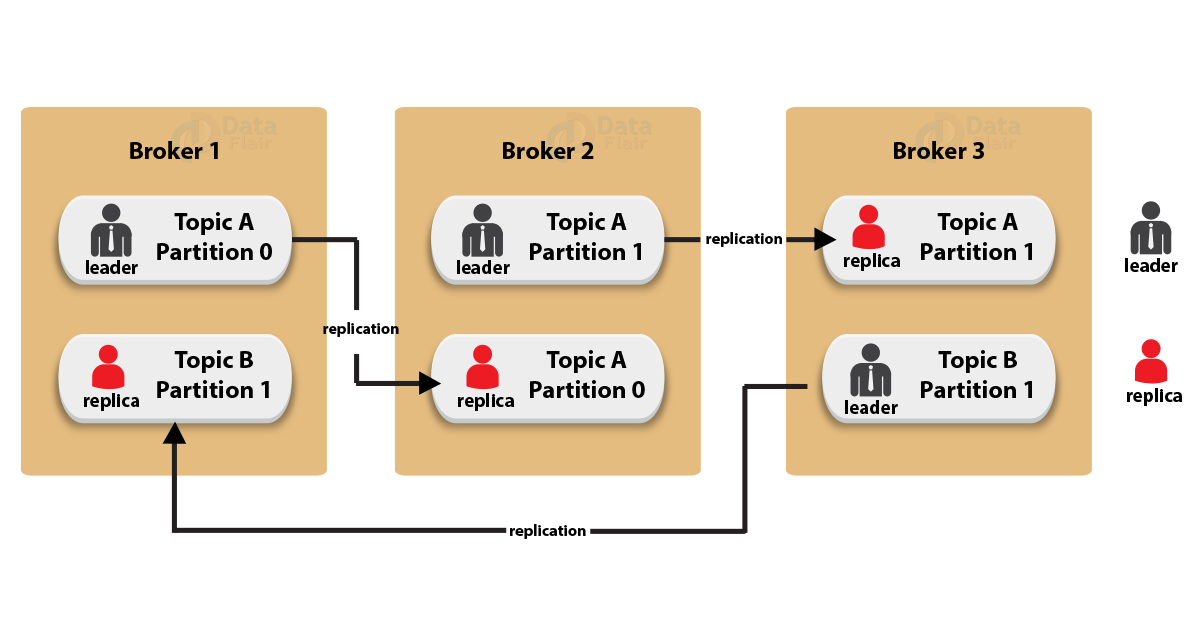 Data
Flair
Broker 1
Topic A
Partition 0
leader
Topic B
Partition 1
replica
replication
Data
Flair
Broker 2
Topic A
Partition 1
leader
Topic A
Partition 0
replica
replication
Data
Flair
Broker 3
Topic A
Partition 1
replica
Topic B
Partition 1
leader
replication
leader
replica